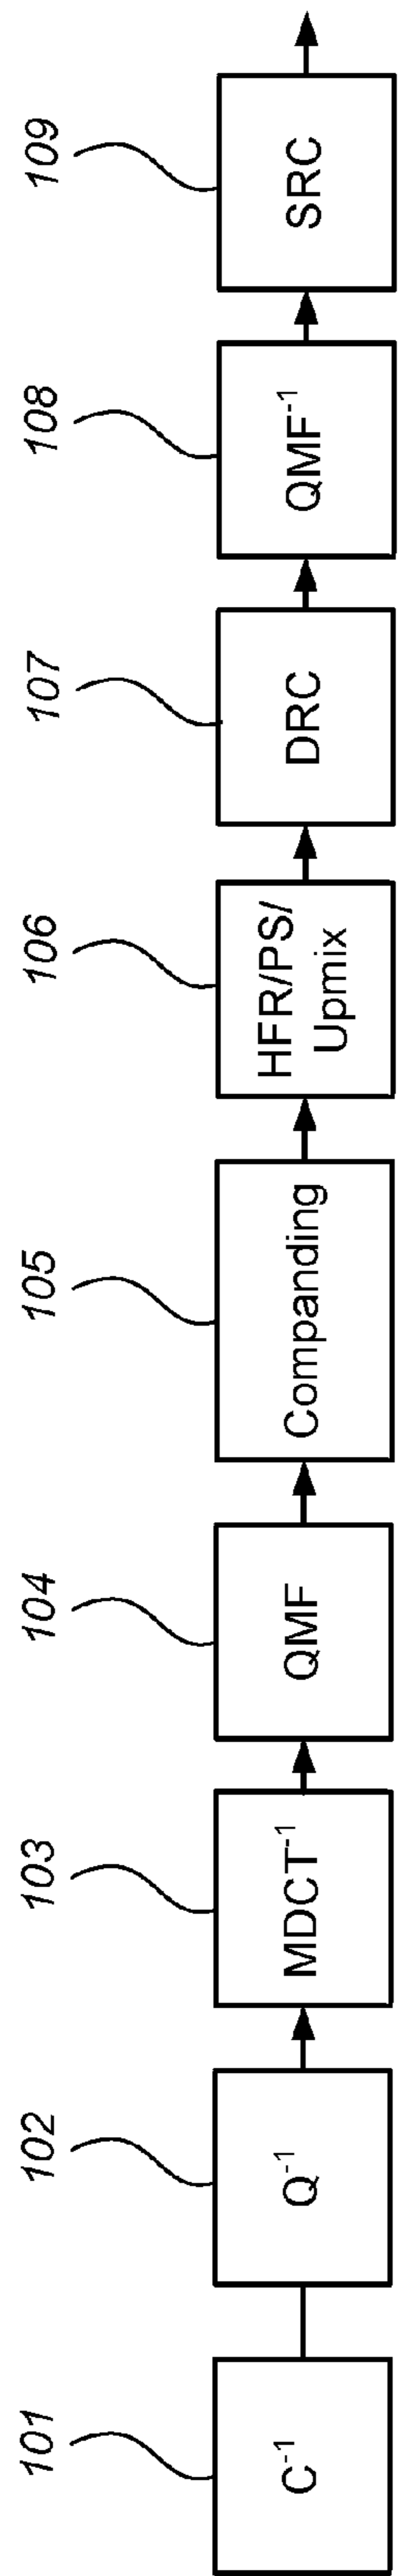 101
102
103
104
105
106
107
108
109
C⁻¹
Q⁻¹
MDCT⁻¹
QMF
Companding
HFR/PS/
Upmix
DRC
QMF⁻¹
SRC